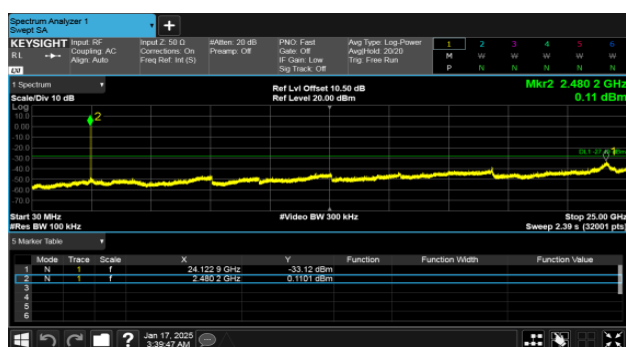 Spectrum Analyzer 1
Swept SA
+
KEYSIGHT Input: RF Input Z: 50 Ω #Atten: 20 dB PNO: Fast Avg Type: Log-Power 1 2 3 4 5 6
RL Coupling: AC Corrections: On Preamp: Off Gate: Off Avg|Hold: 20/20 M W W W W W
Align: Auto Freq Ref: Int (S) IF Gain: Low Trig: Free Run
Sig Track: Off P N N N N N
LXI
1 Spectrum Ref Lvl Offset 10.50 dB Mkr2 2.480 2 GHz
Scale/Div 10 dB Ref Level 20.00 dBm 0.11 dBm
Log
10.0
0.00
-10.0
-20.0
-30.0
-40.0
-50.0
-60.0
-70.0
2
1
Start 30 MHz #Video BW 300 kHz Stop 25.00 GHz
#Res BW 100 kHz Sweep 2.39 s (32001 pts)
5 Marker Table
Mode Trace Scale X Y Function Function Width Function Value
1 N 1 f 24.122 9 GHz -33.12 dBm
2 N 1 f 2.480 2 GHz 0.1101 dBm
3
4
5
6
? Jan 17, 2025
3:39:47 AM